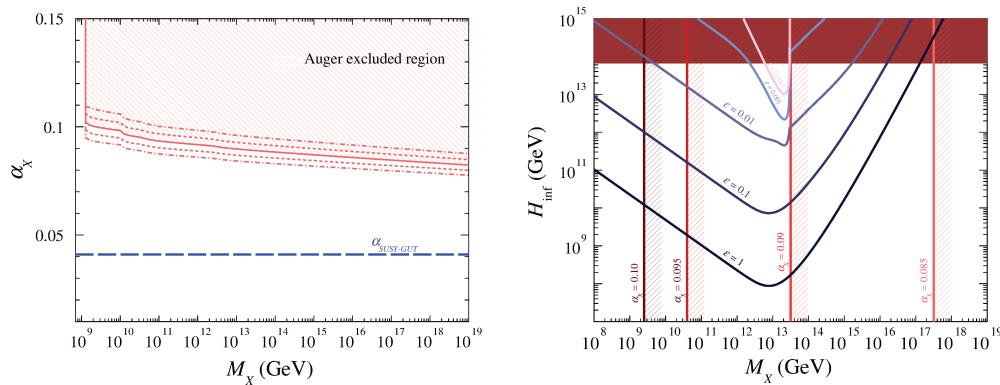 0.15
0.1
0.05
α_X
Auger excluded region
α_SUSY-GUT
10^9 10^10 10^11 10^12 10^13 10^14 10^15 10^16 10^17 10^18 10^19
M_X (GeV)
10^15
10^13
10^11
10^9
H_inf (GeV)
ε = 0.001
ε = 0.01
ε = 0.1
ε = 1
α_X = 0.10
α_X = 0.095
α_X = 0.09
α_X = 0.085
10^8 10^9 10^10 10^11 10^12 10^13 10^14 10^15 10^16 10^17 10^18 10^19
M_X (GeV)